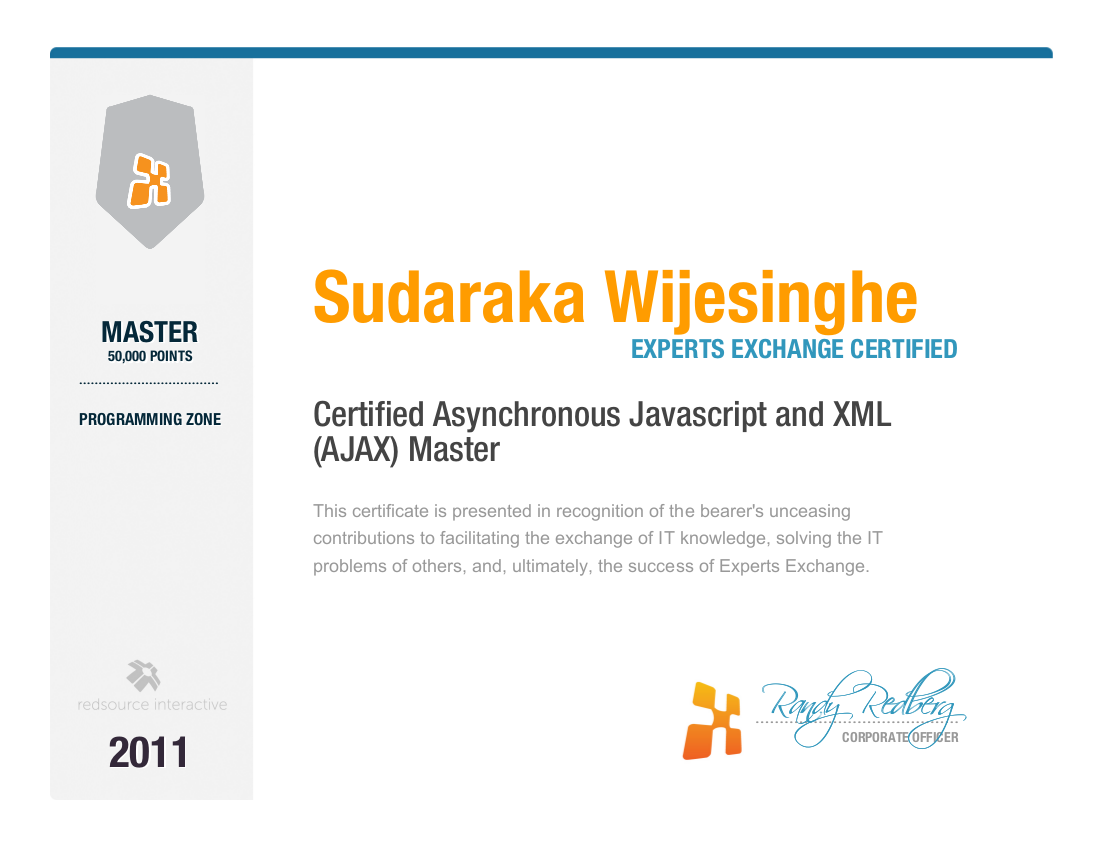 MASTER
50,000 POINTS
PROGRAMMING ZONE
redsource interactive
2011
Sudaraka Wijesinghe
EXPERTS EXCHANGE CERTIFIED
Certified Asynchronous Javascript and XML
(AJAX) Master
This certificate is presented in recognition of the bearer's unceasing
contributions to facilitating the exchange of IT knowledge, solving the IT
problems of others, and, ultimately, the success of Experts Exchange.
Randy Redberg
CORPORATE OFFICER